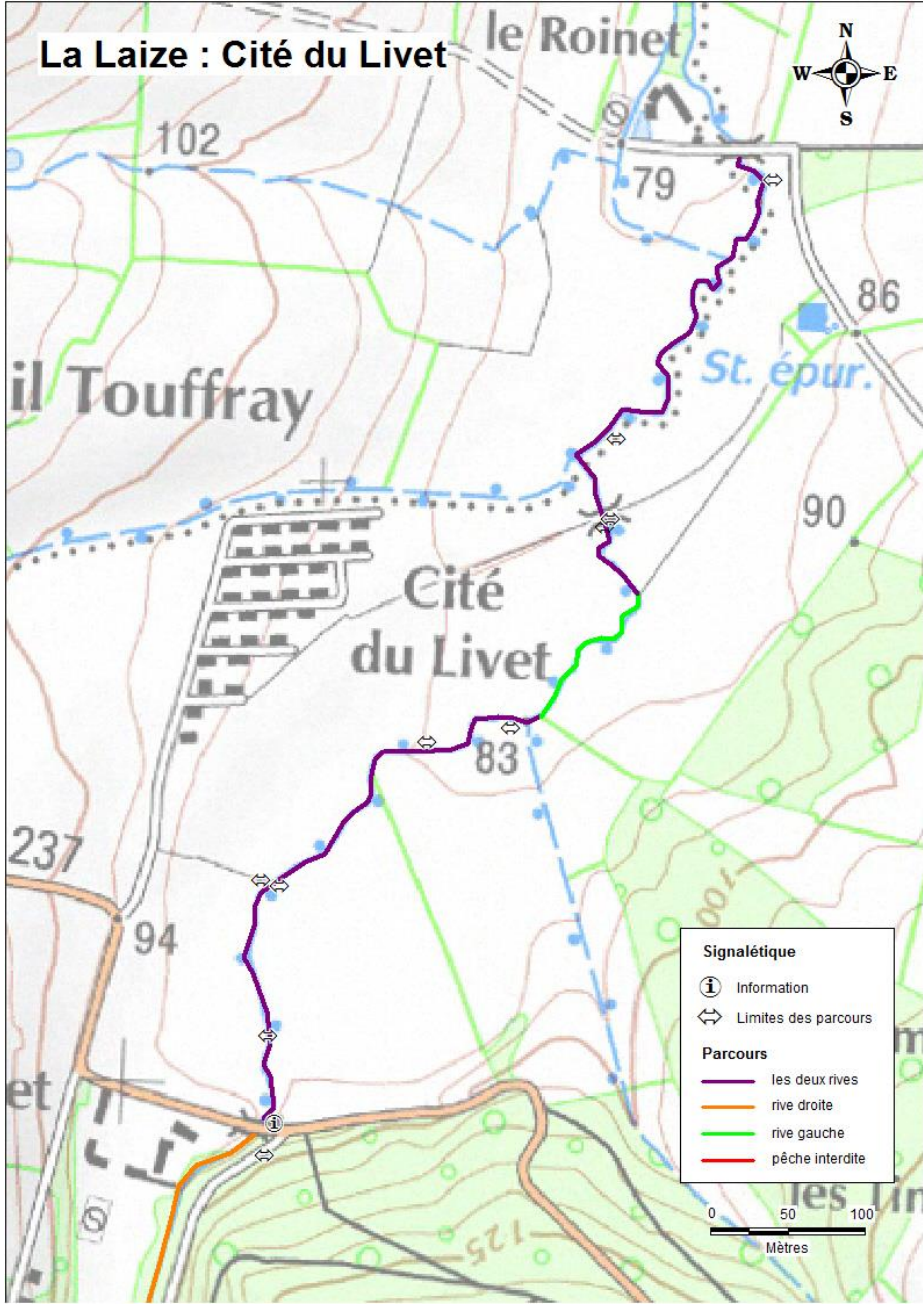 La Laize : Cité du Livet
le Roinet
N
W E
S
102
79
86
St. épur.
il Touffray
90
Cité
du Livet
83
237
94
100
et
125
les Tim
m
Signalétique
i Information
Limites des parcours
Parcours
les deux rives
rive droite
rive gauche
pêche interdite
0 50 100
Mètres